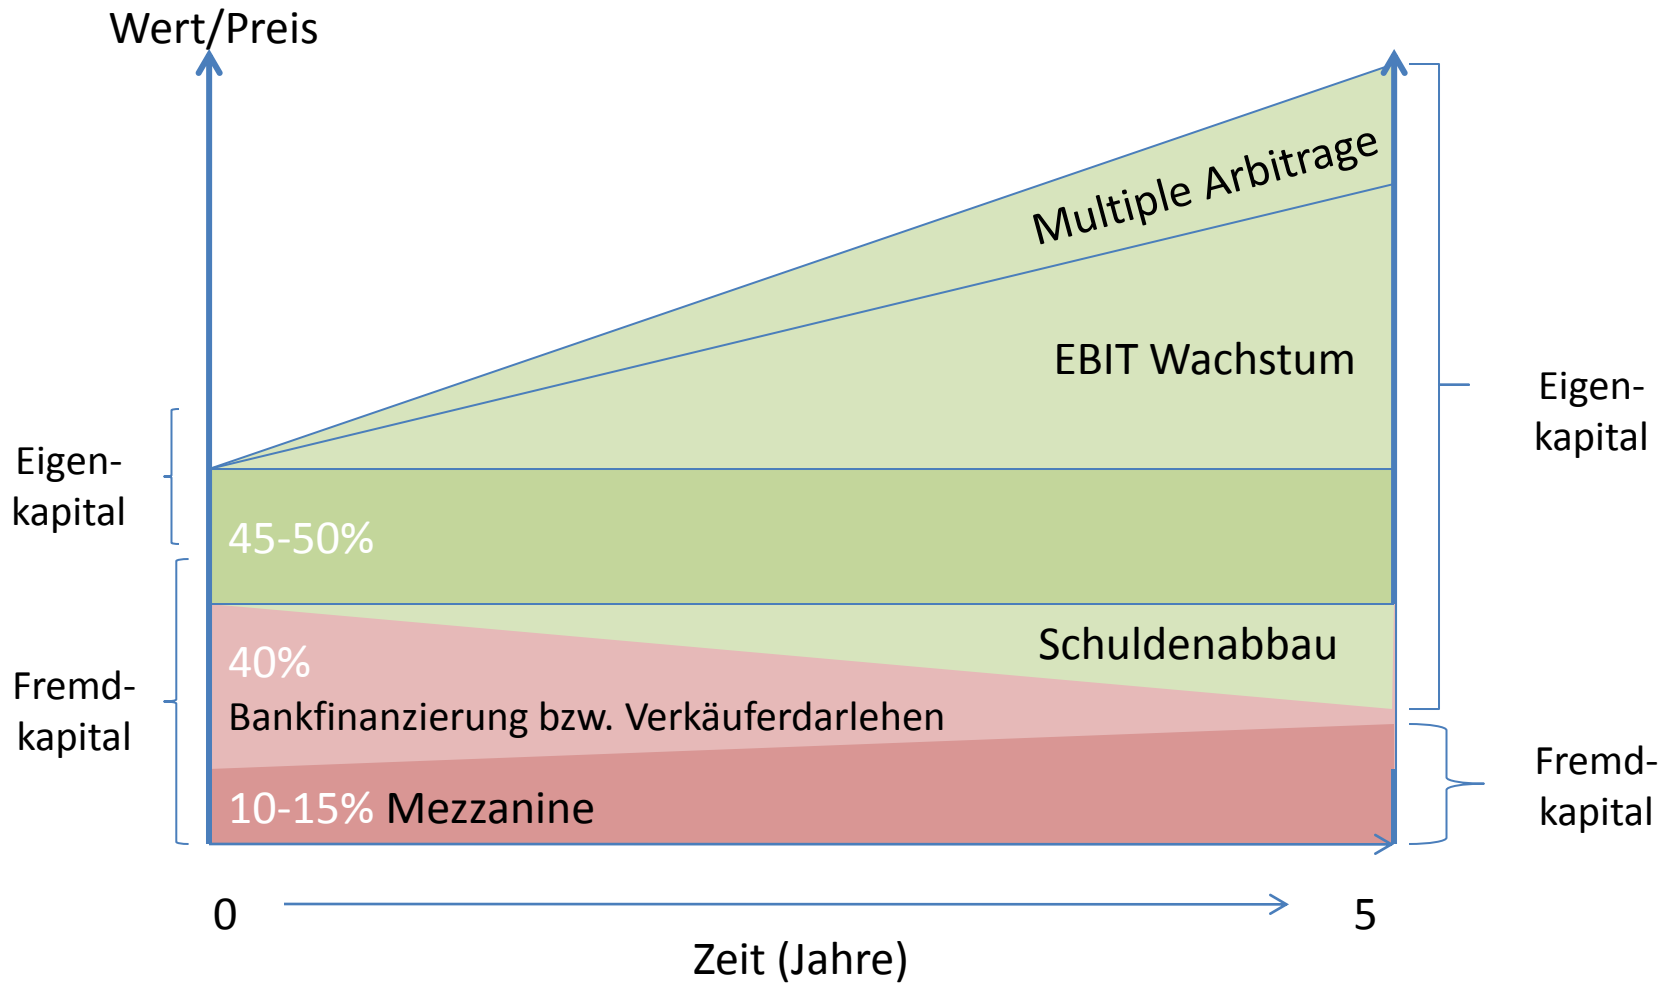 Wert/Preis
Multiple Arbitrage
EBIT Wachstum
Eigen-
kapital
Eigen-
kapital
45-50%
Schuldenabbau
40%
Fremd-
kapital
Bankfinanzierung bzw. Verkäuferdarlehen
Fremd-
kapital
10-15% Mezzanine
0
5
Zeit (Jahre)